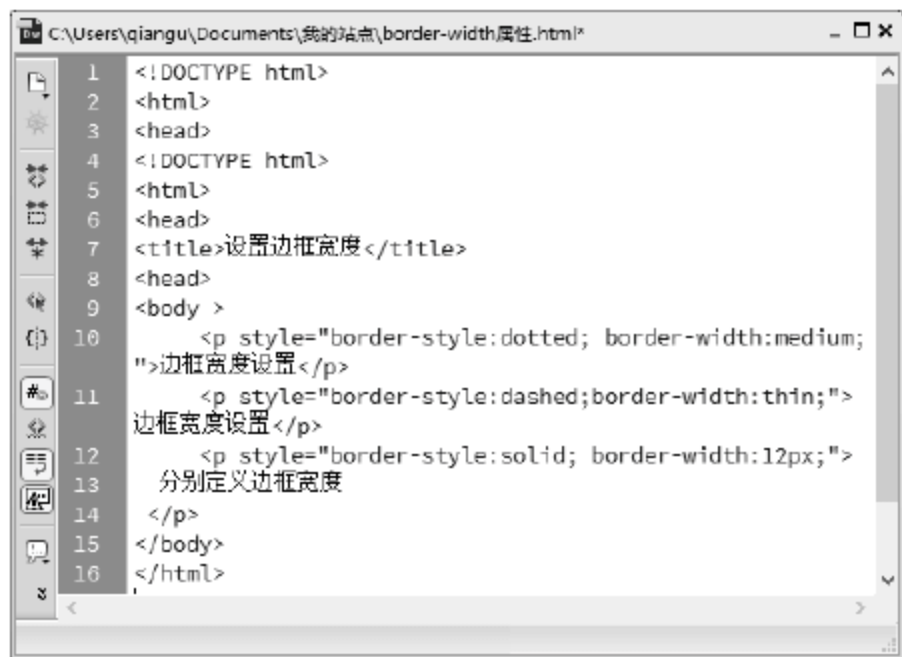 C:\Users\qiangu\Documents\我的站点\border-width属性.html*
1 <!DOCTYPE html>
2 <html>
3 <head>
4 <!DOCTYPE html>
5 <html>
6 <head>
7 <title>设置边框宽度</title>
8 <head>
9 <body >
10 <p style="border-style:dotted; border-width:medium;
">边框宽度设置</p>
11 <p style="border-style:dashed;border-width:thin;">
边框宽度设置</p>
12 <p style="border-style:solid; border-width:12px;">
13 分别定义边框宽度
14 </p>
15 </body>
16 </html>